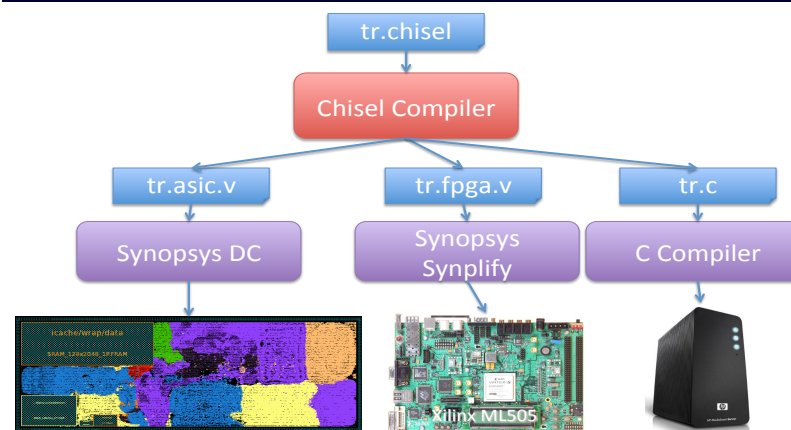 tr.chisel
Chisel Compiler
tr.asic.v
tr.fpga.v
tr.c
Synopsys DC
Synopsys
Synplify
C Compiler
icache/wrap/data
SRAM_128x2048_1PFRAM
Xilinx ML505
hp